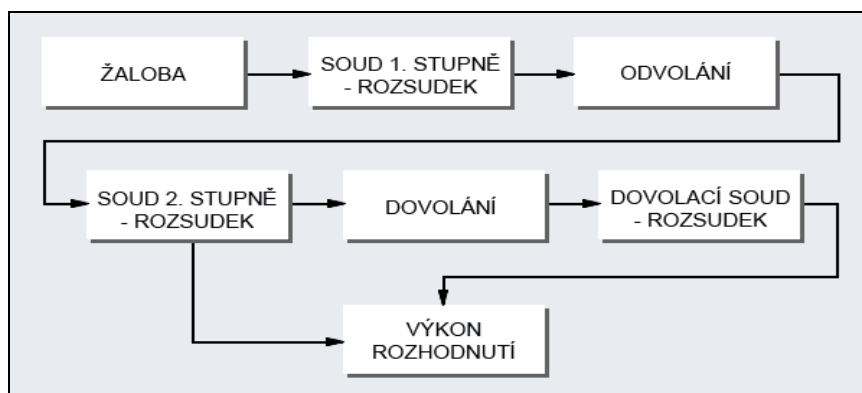 ŽALOBA
SOUD 1. STUPNĚ
- ROZSUDEK
ODVOLÁNÍ
SOUD 2. STUPNĚ
- ROZSUDEK
DOVOLÁNÍ
DOVOLACÍ SOUD
- ROZSUDEK
VÝKON
ROZHODNUTÍ